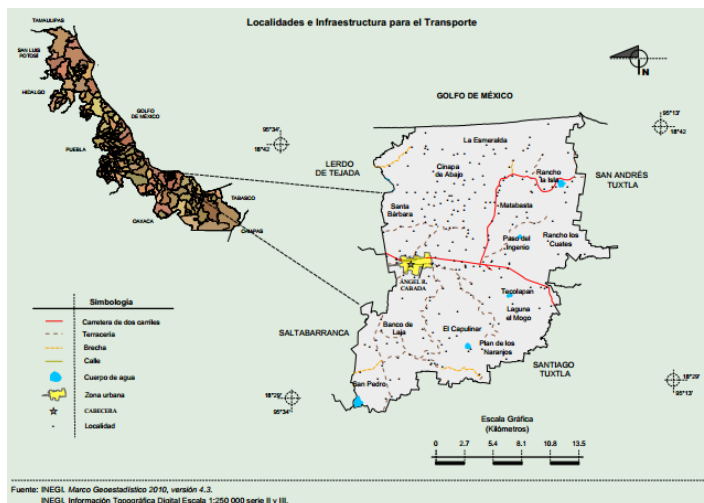 Localidades e Infraestructura para el Transporte
TAMAULIPAS
SAN LUIS
POTOSÍ
HIDALGO
GOLFO DE
MÉXICO
PUEBLA
TABASCO
OAXACA
CHIAPAS
N
GOLFO DE MÉXICO
95°34'
18°42'
95°13'
18°42'
LERDO
DE TEJADA
SAN ANDRÉS
TUXTLA
La Esmeralda
Cinapa
de Abajo
Rancho
la Isla
Santa
Bárbara
Matabasta
Paso del
Ingenio
Rancho los
Cuates
ÁNGEL R.
CABADA
Tecolapan
Laguna
el Mogo
SALTABARRANCA
Banco de
Laja
El Capulinar
Plan de los
Naranjos
San Pedro
SANTIAGO
TUXTLA
18°29'
95°34'
18°29'
95°13'
Simbología
Carretera de dos carriles
Terracería
Brecha
Calle
Cuerpo de agua
Zona urbana
CABECERA
Localidad
Escala Gráfica
(Kilómetros)
0 2.7 5.4 8.1 10.8 13.5
Fuente: INEGI. Marco Geoestadístico 2010, versión 4.3.
INEGI. Información Topográfica Digital Escala 1:250 000 serie II y III.